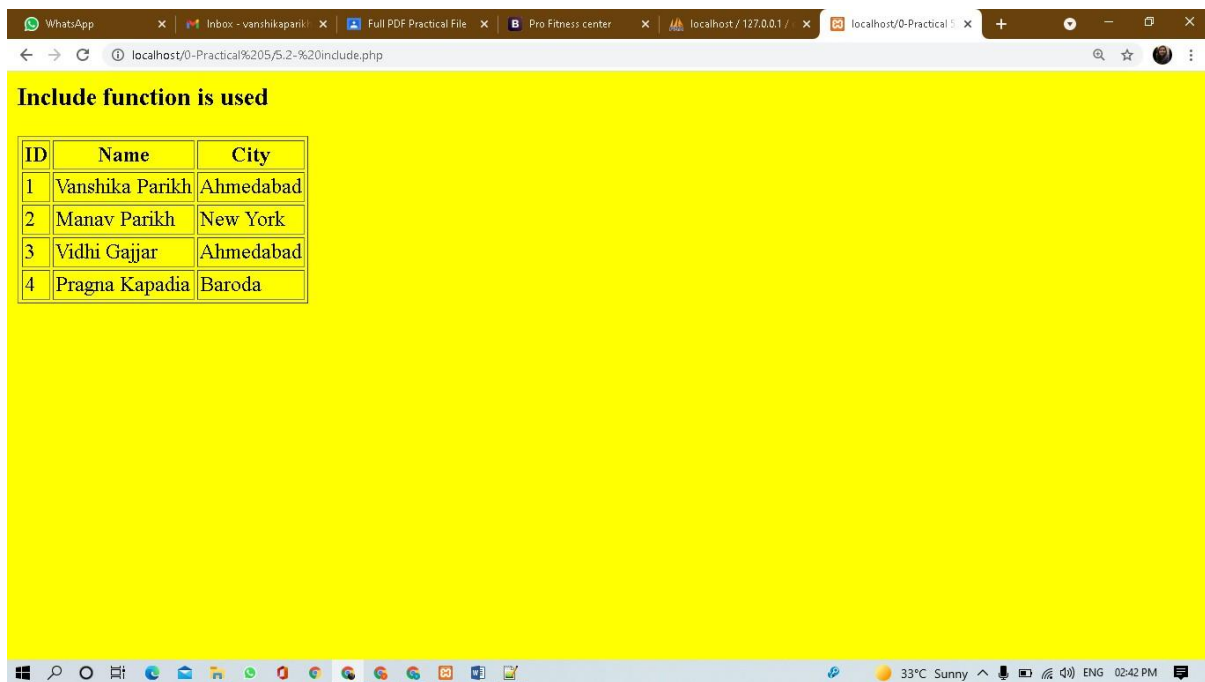 WhatsApp
Inbox - vanshikaparikh
Full PDF Practical File
Pro Fitness center
localhost / 127.0.0.1 /
localhost/0-Practical 5
localhost/0-Practical%205/5.2-%20include.php
Include function is used
ID Name City
1 Vanshika Parikh Ahmedabad
2 Manav Parikh New York
3 Vidhi Gajjar Ahmedabad
4 Pragna Kapadia Baroda
33°C Sunny ENG 02:42 PM